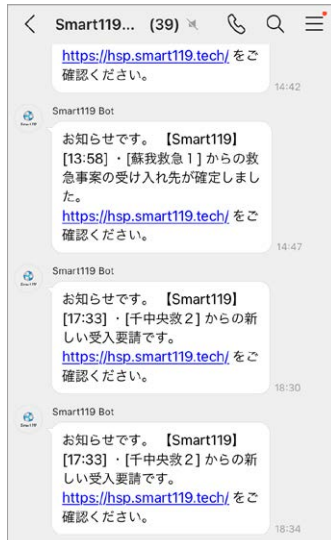 Smart119... (39)
https://hsp.smart119.tech/ をご
確認ください。
14:42
Smart119 Bot
お知らせです。 【Smart119】
[13:58] ・[蘇我救急１] からの救
急事案の受け入れ先が確定しまし
た。
https://hsp.smart119.tech/ をご
確認ください。
14:47
Smart119 Bot
お知らせです。 【Smart119】
[17:33] ・[千中央救２] からの新
しい受入要請です。
https://hsp.smart119.tech/ をご
確認ください。
18:30
Smart119 Bot
お知らせです。 【Smart119】
[17:33] ・[千中央救２] からの新
しい受入要請です。
https://hsp.smart119.tech/ をご
確認ください。
18:34